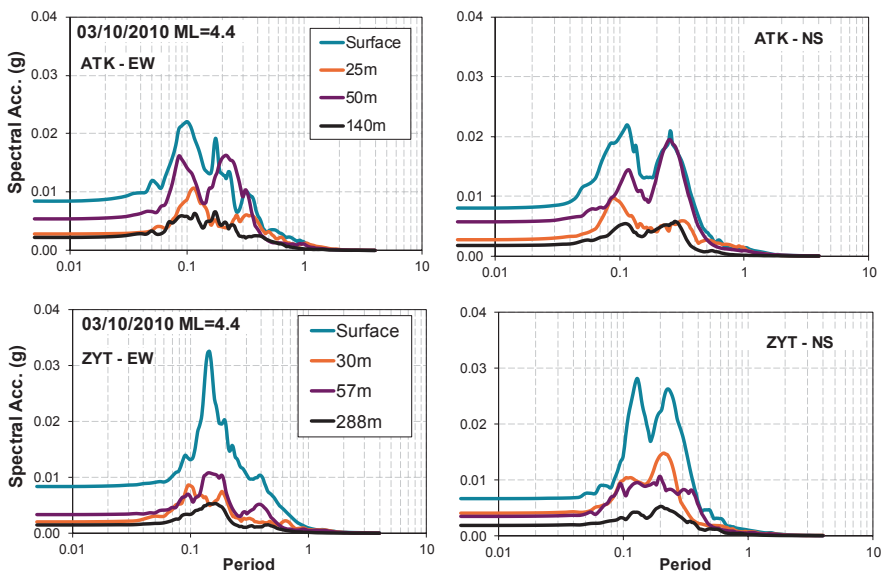 03/10/2010 ML=4.4
ATK - EW
Surface
25m
50m
140m
Spectral Acc. (g)
0.04
0.03
0.02
0.01
0.00
0.01
0.1
1
10
ATK - NS
0.04
0.03
0.02
0.01
0.00
0.01
0.1
1
10
03/10/2010 ML=4.4
ZYT - EW
Surface
30m
57m
288m
Spectral Acc. (g)
0.04
0.03
0.02
0.01
0.00
0.01
0.1
1
10
Period
ZYT - NS
0.04
0.03
0.02
0.01
0.00
0.01
0.1
1
10
Period